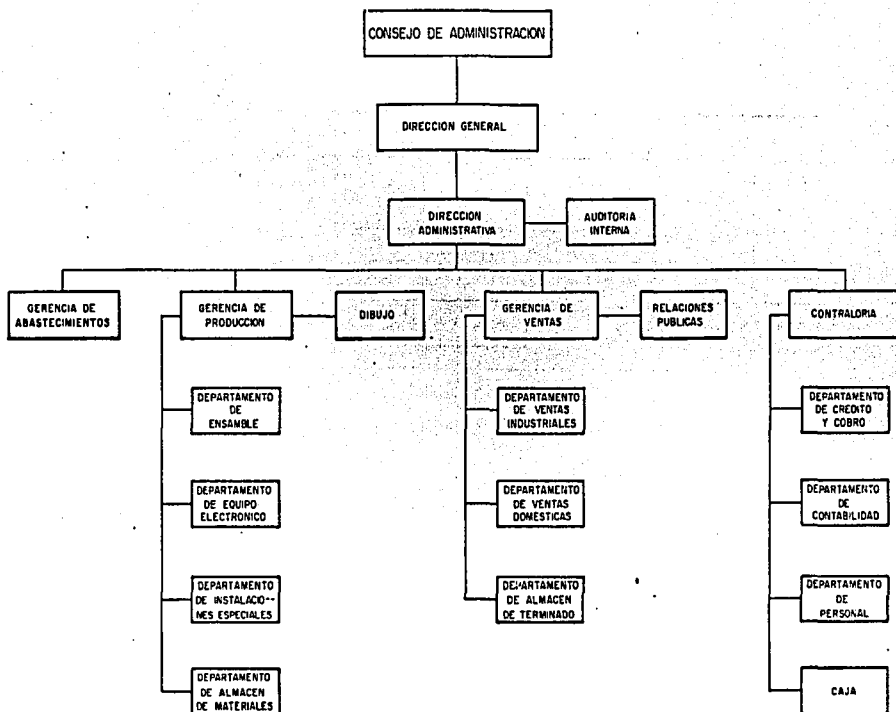 CONSEJO DE ADMINISTRACION
DIRECCION GENERAL
DIRECCION
ADMINISTRATIVA
AUDITORIA
INTERNA
GERENCIA DE
ABASTECIMIENTOS
GERENCIA DE
PRODUCCION
DIBUJO
GERENCIA DE
VENTAS
RELACIONES
PUBLICAS
CONTRALORIA
DEPARTAMENTO
DE
ENSAMBLE
DEPARTAMENTO
DE EQUIPO
ELECTRONICO
DEPARTAMENTO
DE INSTALACIO--
NES ESPECIALES
DEPARTAMENTO
DE ALMACEN
DE MATERIALES
DEPARTAMENTO
DE VENTAS
INDUSTRIALES
DEPARTAMENTO
DE VENTAS
DOMESTICAS
DEPARTAMENTO
DE ALMACEN
DE TERMINADO
DEPARTAMENTO
DE CREDITO
Y COBRO
DEPARTAMENTO
DE
CONTABILIDAD
DEPARTAMENTO
DE
PERSONAL
CAJA